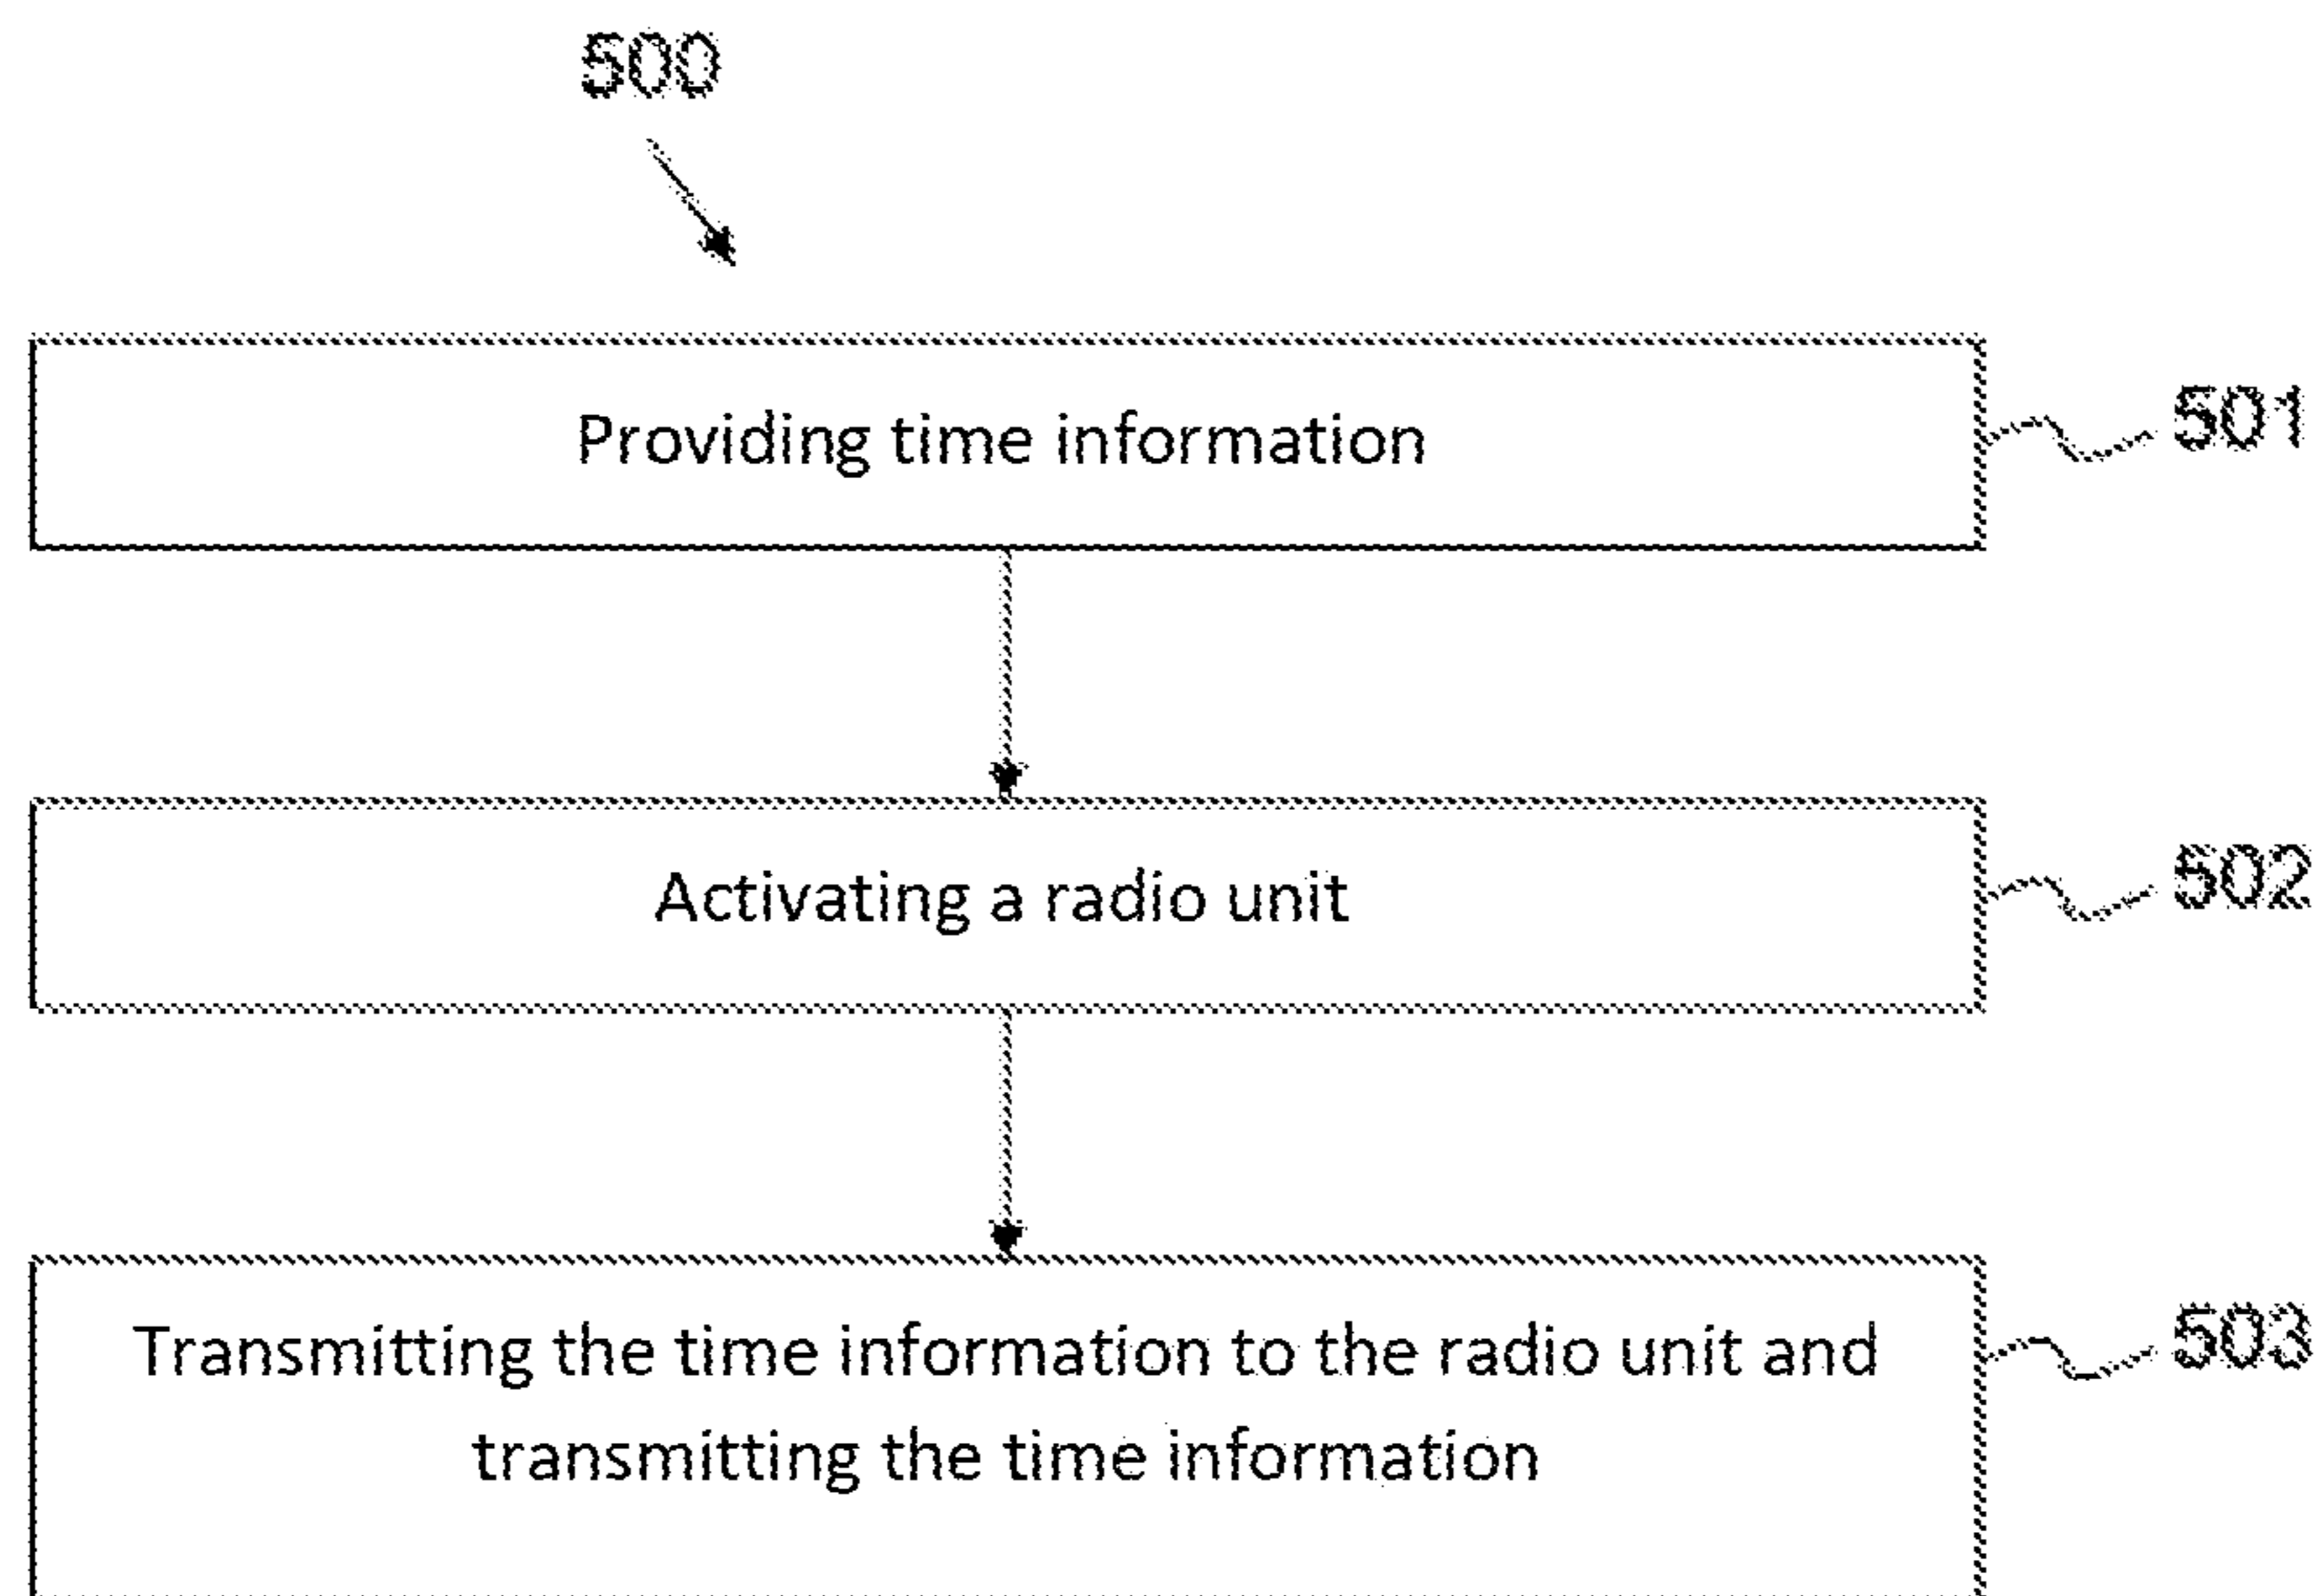 500
Providing time information
501
Activating a radio unit
502
Transmitting the time information to the radio unit and
transmitting the time information
503